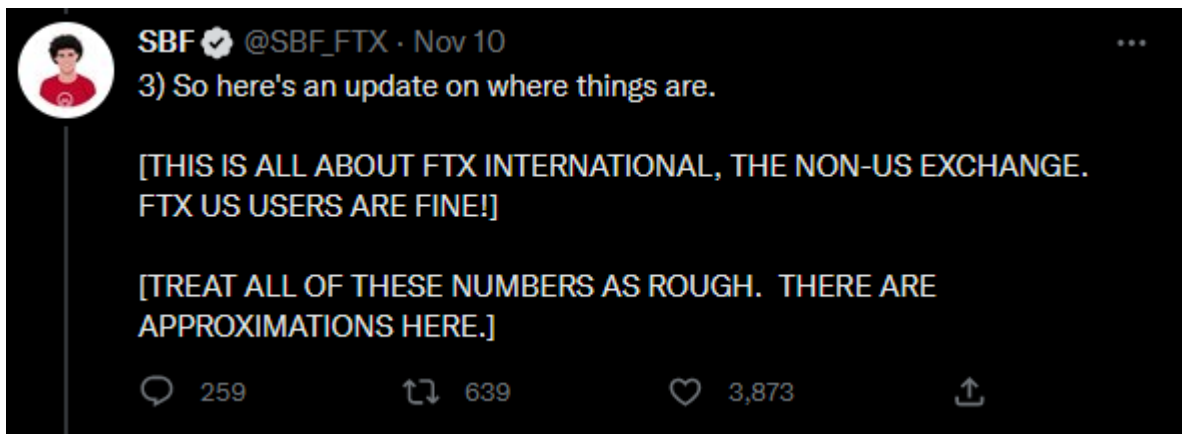 SBF @SBF_FTX · Nov 10
3) So here's an update on where things are.
[THIS IS ALL ABOUT FTX INTERNATIONAL, THE NON-US EXCHANGE.
FTX US USERS ARE FINE!]
[TREAT ALL OF THESE NUMBERS AS ROUGH.  THERE ARE
APPROXIMATIONS HERE.]
259 639 3,873